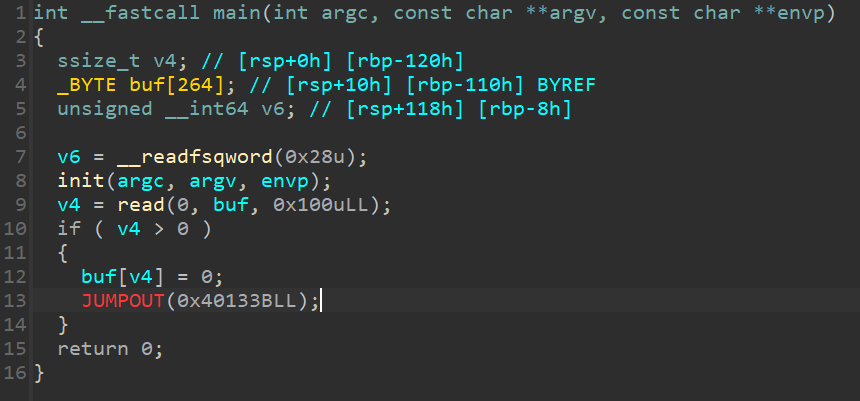 1 int __fastcall main(int argc, const char **argv, const char **envp)
2 {
3   ssize_t v4; // [rsp+0h] [rbp-120h]
4   _BYTE buf[264]; // [rsp+10h] [rbp-110h] BYREF
5   unsigned __int64 v6; // [rsp+118h] [rbp-8h]
6
7   v6 = __readfsqword(0x28u);
8   init(argc, argv, envp);
9   v4 = read(0, buf, 0x100uLL);
10   if ( v4 > 0 )
11   {
12     buf[v4] = 0;
13     JUMPOUT(0x40133BLL);
14   }
15   return 0;
16 }